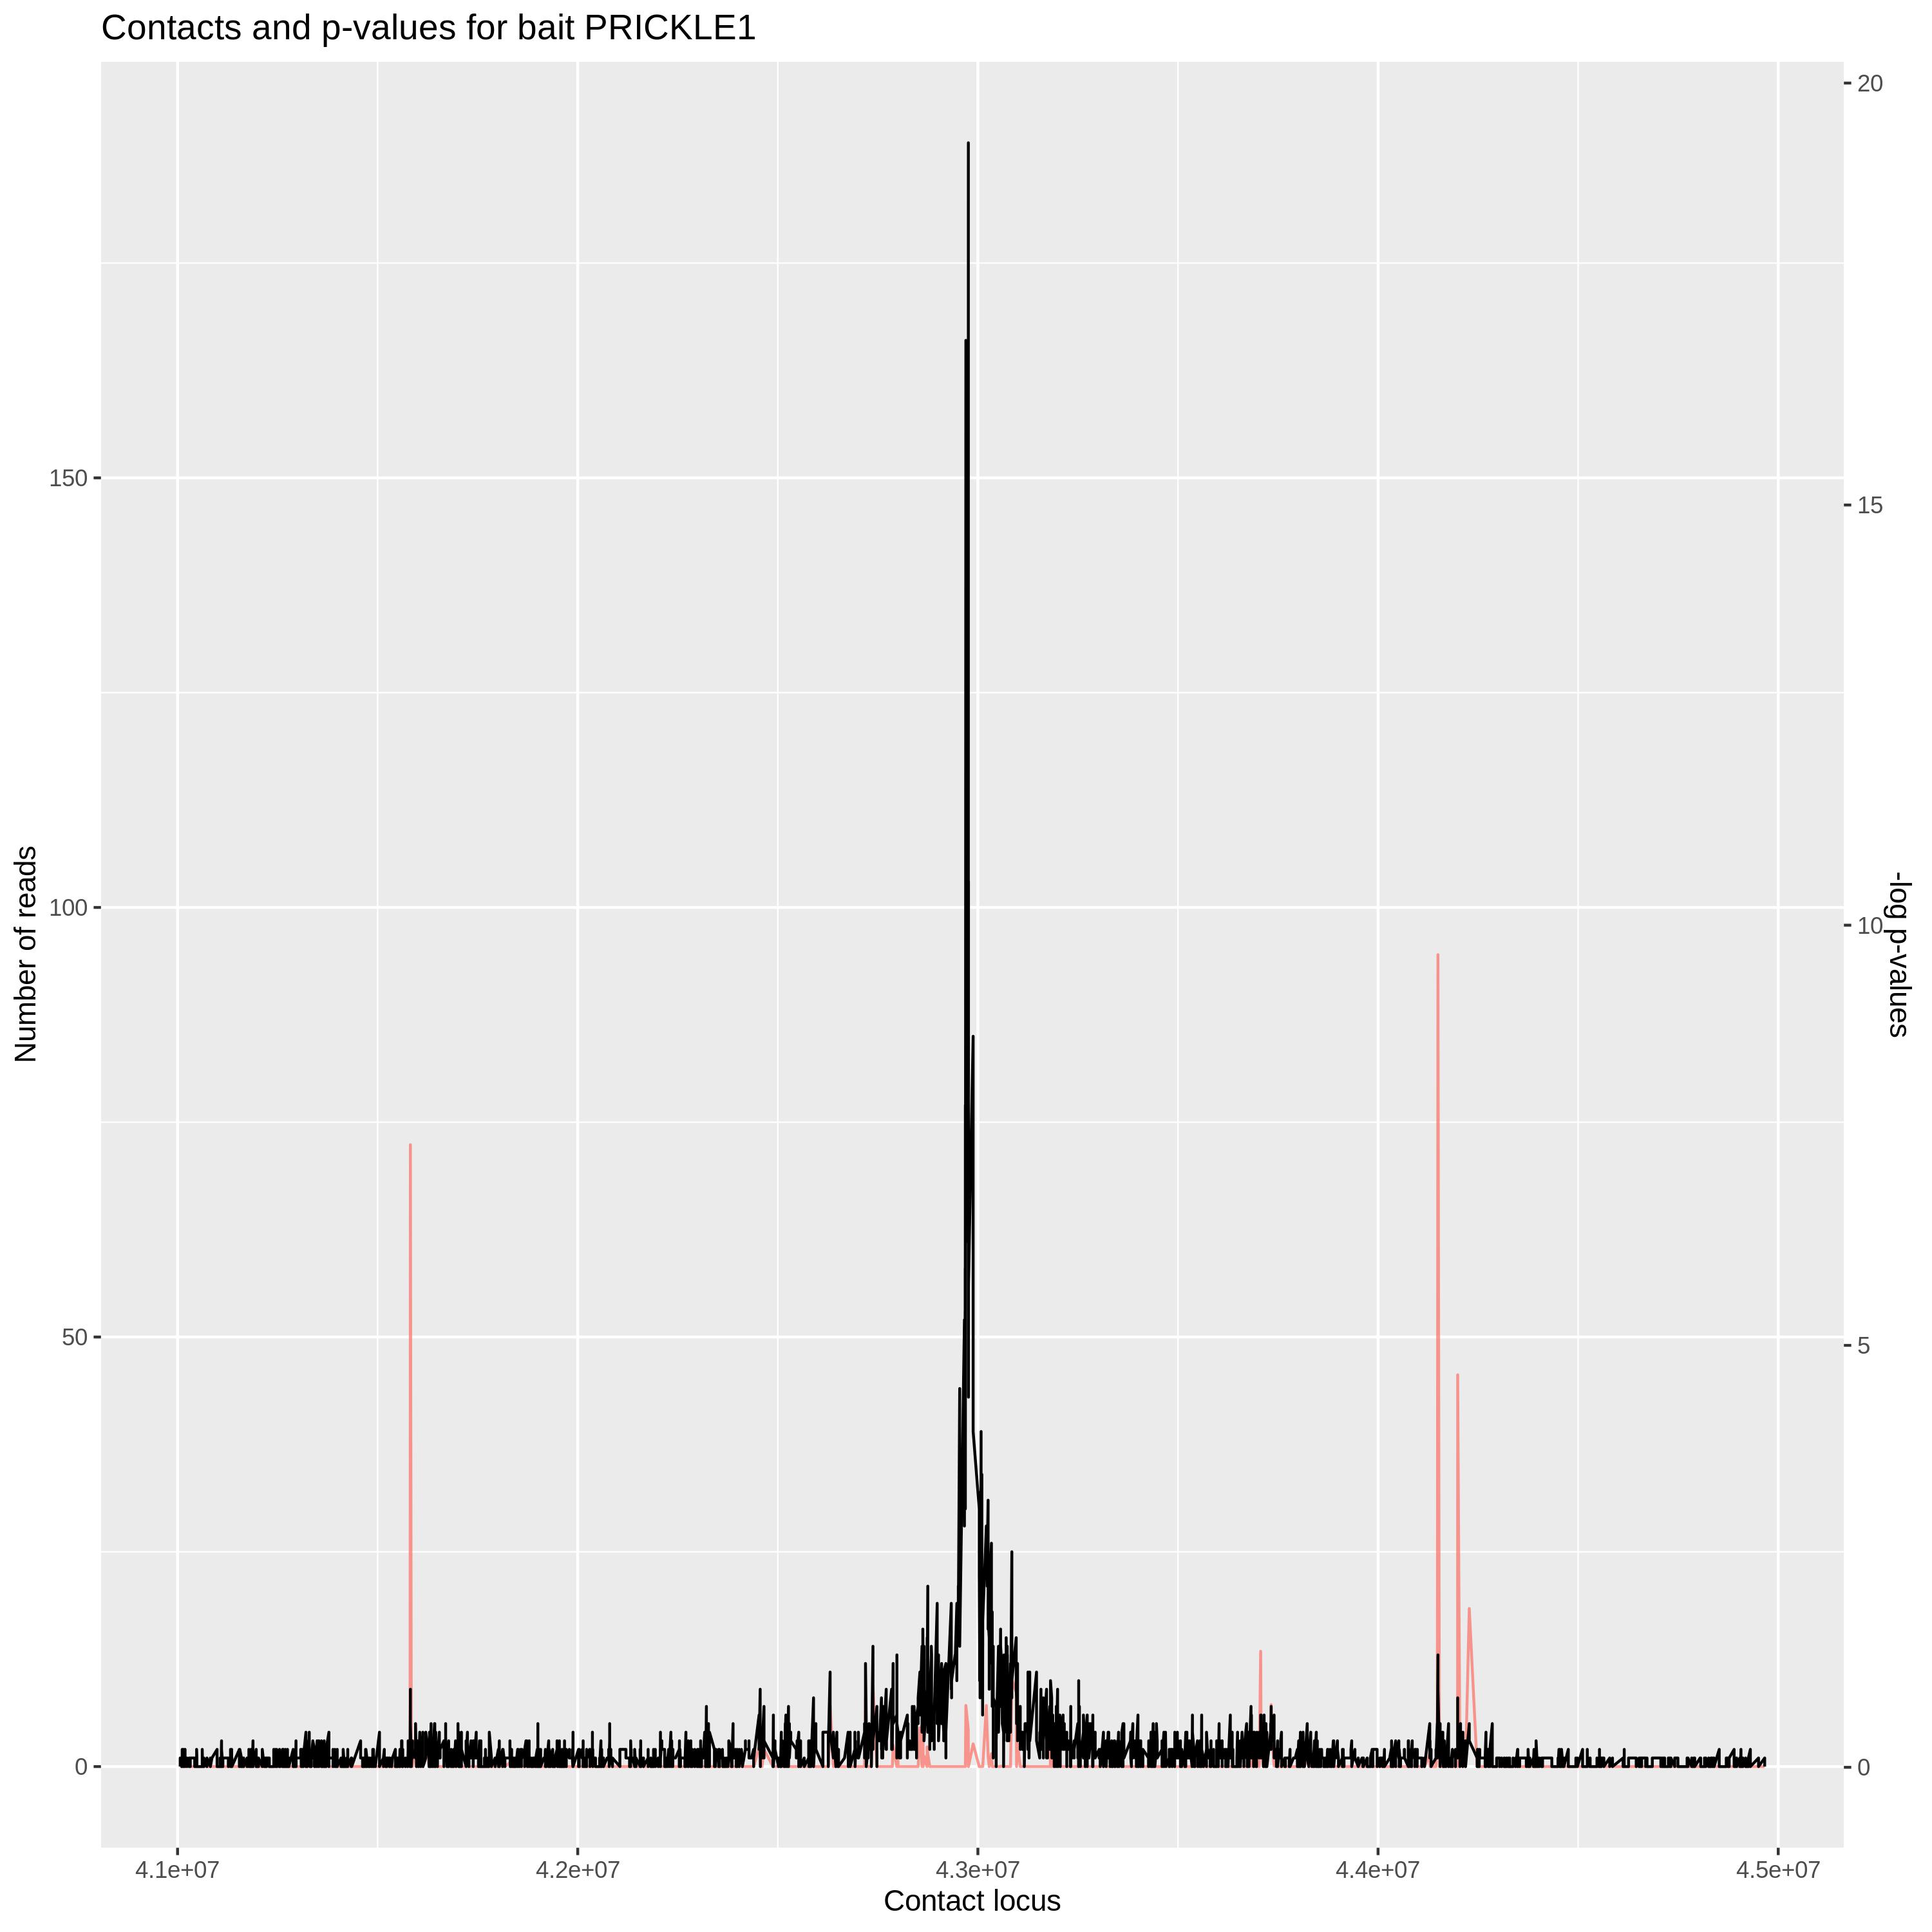 Contacts and p-values for bait PRICKLE1
20
150
15
Number of reads
100
10
-log p-values
50
5
0
0
4.1e+07
4.2e+07
4.3e+07
4.4e+07
4.5e+07
Contact locus